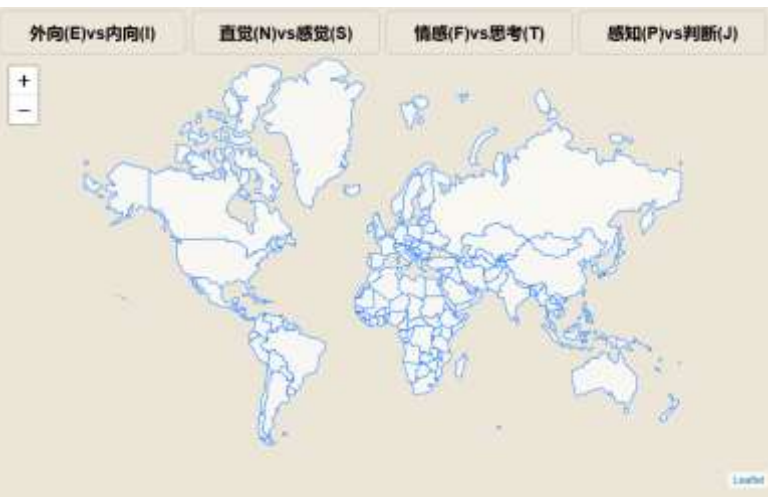 外向(E)vs内向(I)
直觉(N)vs感觉(S)
情感(F)vs思考(T)
感知(P)vs判断(J)
+
−
Leaflet